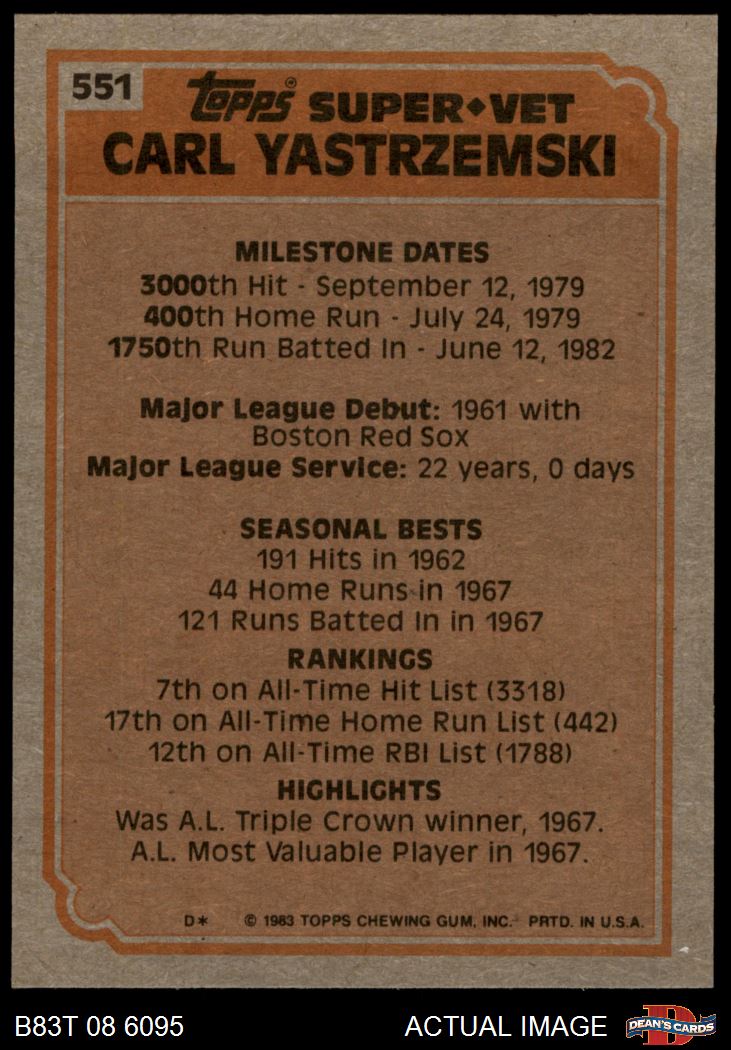 551
TOPPS® SUPER♦VET
CARL YASTRZEMSKI
MILESTONE DATES
3000th Hit - September 12, 1979
400th Home Run - July 24, 1979
1750th Run Batted In - June 12, 1982
Major League Debut: 1961 with
Boston Red Sox
Major League Service: 22 years, 0 days
SEASONAL BESTS
191 Hits in 1962
44 Home Runs in 1967
121 Runs Batted In in 1967
RANKINGS
7th on All-Time Hit List (3318)
17th on All-Time Home Run List (442)
12th on All-Time RBI List (1788)
HIGHLIGHTS
Was A.L. Triple Crown winner, 1967.
A.L. Most Valuable Player in 1967.
D* © 1983 TOPPS CHEWING GUM, INC. PRTD. IN U.S.A.
B83T 08 6095 ACTUAL IMAGE D DEAN'S CARDS